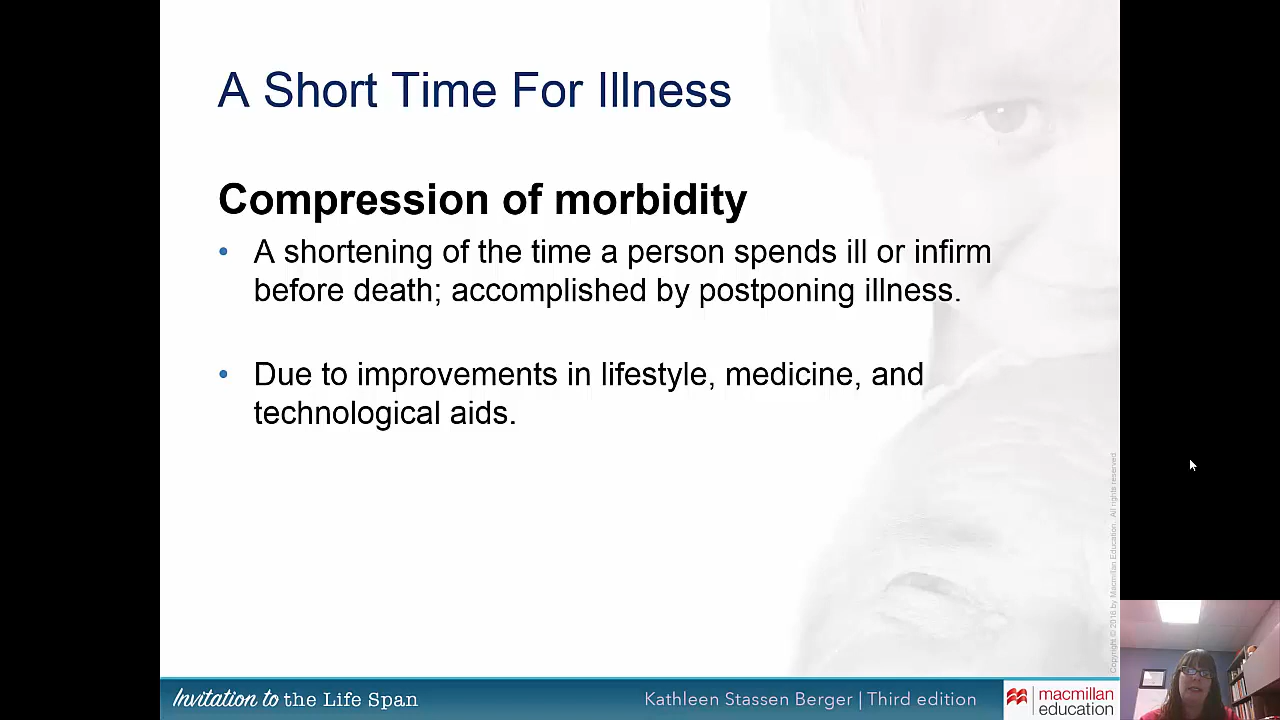 A Short Time For Illness
Compression of morbidity
• A shortening of the time a person spends ill or infirm
before death; accomplished by postponing illness.
• Due to improvements in lifestyle, medicine, and
technological aids.
Copyright © 2016 by Macmillan Education. All rights reserved
Invitation to the Life Span
Kathleen Stassen Berger | Third edition
macmillan
education